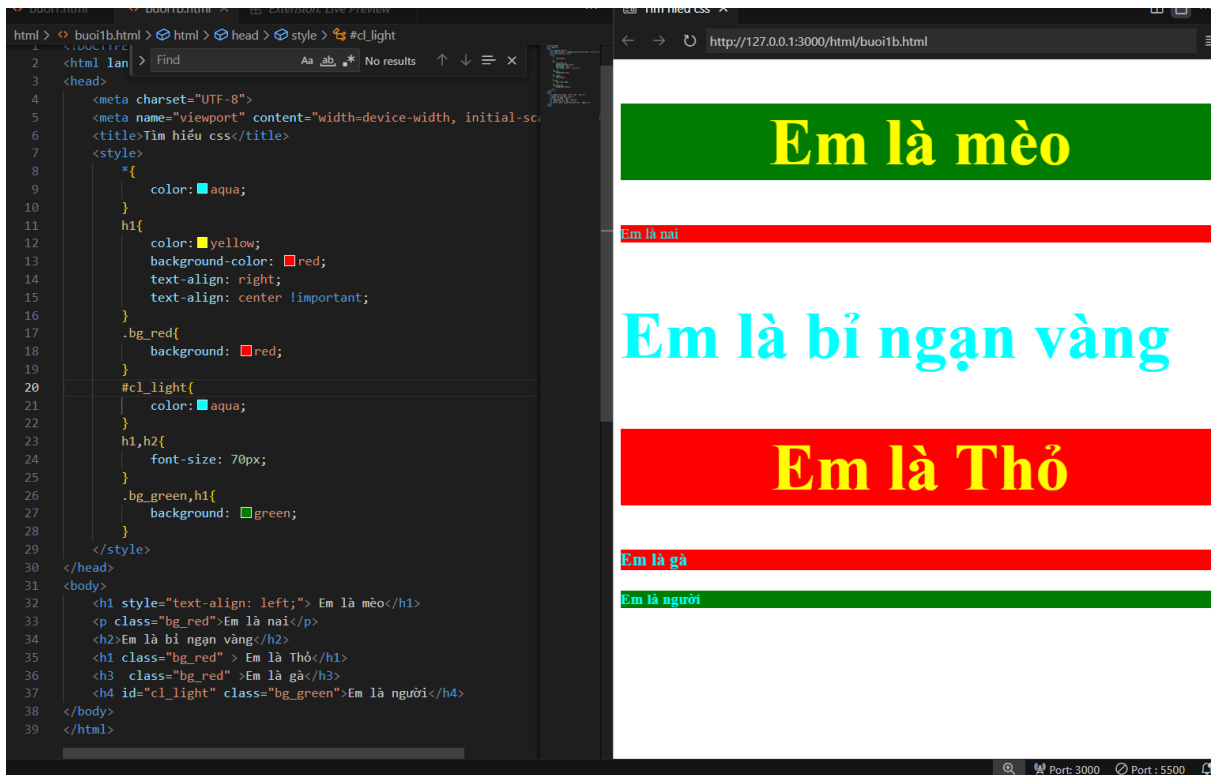 buoi1.html buoi1b.html × Extension: Live Preview ···
html > buoi1b.html > html > head > style > #cl_light
Find Aa ab .* No results
1 <!DOCTYPE
2 <html lan
3 <head>
4 <meta charset="UTF-8">
5 <meta name="viewport" content="width=device-width, initial-sc
6 <title>Tìm hiểu css</title>
7 <style>
8 *{
9 color: aqua;
10 }
11 h1{
12 color: yellow;
13 background-color: red;
14 text-align: right;
15 text-align: center !important;
16 }
17 .bg_red{
18 background: red;
19 }
20 #cl_light{
21 color: aqua;
22 }
23 h1,h2{
24 font-size: 70px;
25 }
26 .bg_green,h1{
27 background: green;
28 }
29 </style>
30 </head>
31 <body>
32 <h1 style="text-align: left;"> Em là mèo</h1>
33 <p class="bg_red">Em là nai</p>
34 <h2>Em là bỉ ngạn vàng</h2>
35 <h1 class="bg_red" > Em là Thỏ</h1>
36 <h3  class="bg_red" >Em là gà</h3>
37 <h4 id="cl_light" class="bg_green">Em là người</h4>
38 </body>
39 </html>
Tìm hiểu css ×
http://127.0.0.1:3000/html/buoi1b.html
Em là mèo
Em là nai
Em là bỉ ngạn vàng
Em là Thỏ
Em là gà
Em là người
Port: 3000 Port : 5500